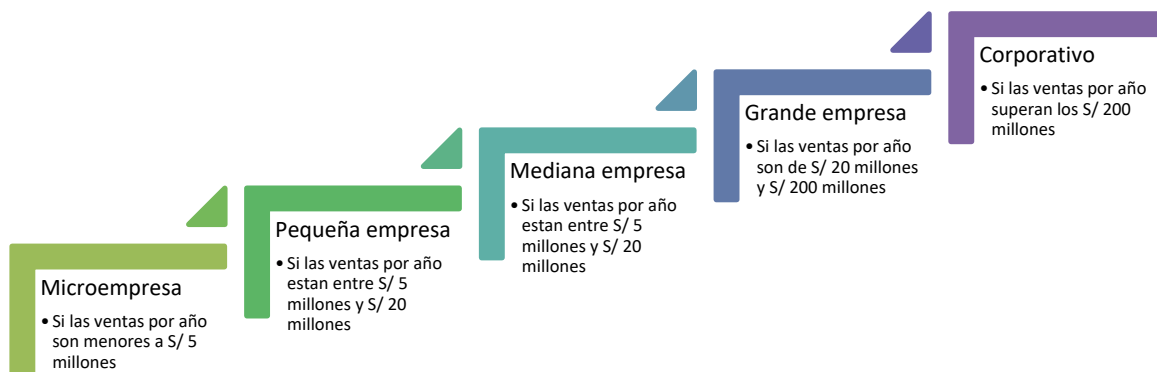 Microempresa
• Si las ventas por año
son menores a S/ 5
millones
Pequeña empresa
• Si las ventas por año
estan entre S/ 5
millones y S/ 20
millones
Mediana empresa
• Si las ventas por año
estan entre S/ 5
millones y S/ 20
millones
Grande empresa
• Si las ventas por año
son de S/ 20 millones
y S/ 200 millones
Corporativo
• Si las ventas por año
superan los S/ 200
millones